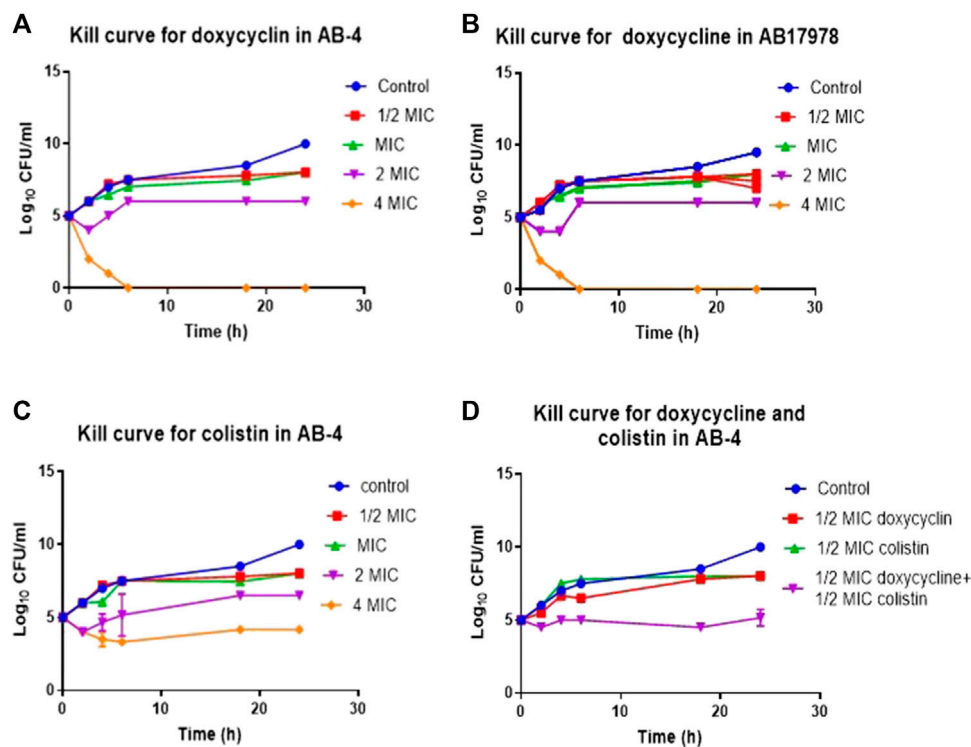 A
Kill curve for doxycyclin in AB-4
15
10
5
0
0
10
20
30
Log10 CFU/ml
Time (h)
Control
1/2 MIC
MIC
2 MIC
4 MIC
B
Kill curve for doxycycline in AB17978
15
10
5
0
0
10
20
30
Log10 CFU/ml
Time (h)
Control
1/2 MIC
MIC
2 MIC
4 MIC
C
Kill curve for colistin in AB-4
15
10
5
0
0
10
20
30
Log10 CFU/ml
Time (h)
control
1/2 MIC
MIC
2 MIC
4 MIC
D
Kill curve for doxycycline and
colistin in AB-4
15
10
5
0
0
10
20
30
Log10 CFU/ml
Time (h)
Control
1/2 MIC doxycyclin
1/2 MIC colistin
1/2 MIC doxycycline+
1/2 MIC colistin